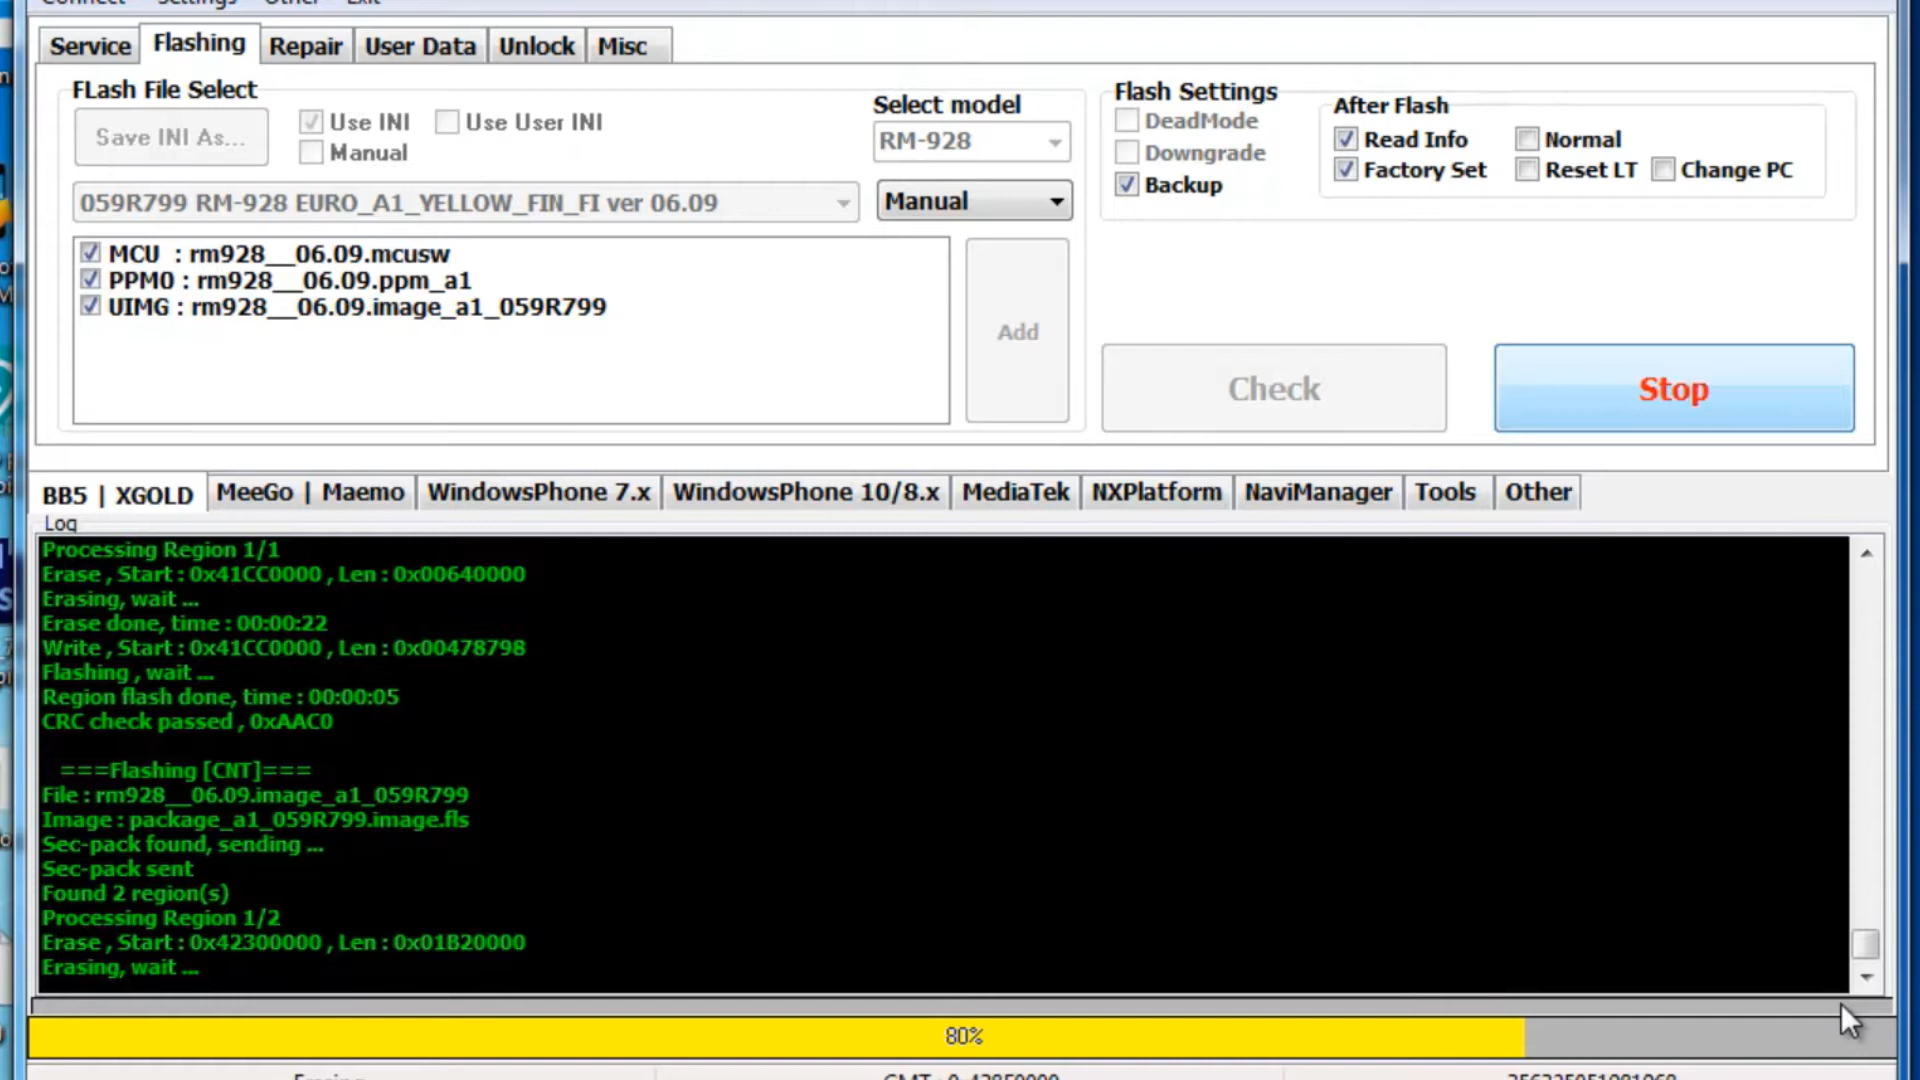 Connect Settings Other Exit
Service Flashing Repair User Data Unlock Misc
FLash File Select
Save INI As...
Use INI
Use User INI
Manual
Select model
RM-928
059R799 RM-928 EURO_A1_YELLOW_FIN_FI ver 06.09
Manual
MCU : rm928__06.09.mcusw
PPM0 : rm928__06.09.ppm_a1
UIMG : rm928__06.09.image_a1_059R799
Add
Flash Settings
DeadMode
Downgrade
Backup
After Flash
Read Info
Normal
Factory Set
Reset LT
Change PC
Check
Stop
BB5 | XGOLD MeeGo | Maemo WindowsPhone 7.x WindowsPhone 10/8.x MediaTek NXPlatform NaviManager Tools Other
Log
Processing Region 1/1
Erase , Start : 0x41CC0000 , Len : 0x00640000
Erasing, wait ...
Erase done, time : 00:00:22
Write , Start : 0x41CC0000 , Len : 0x00478798
Flashing , wait ...
Region flash done, time : 00:00:05
CRC check passed , 0xAAC0
===Flashing [CNT]===
File : rm928__06.09.image_a1_059R799
Image : package_a1_059R799.image.fls
Sec-pack found, sending ...
Sec-pack sent
Found 2 region(s)
Processing Region 1/2
Erase , Start : 0x42300000 , Len : 0x01B20000
Erasing, wait ...
80%